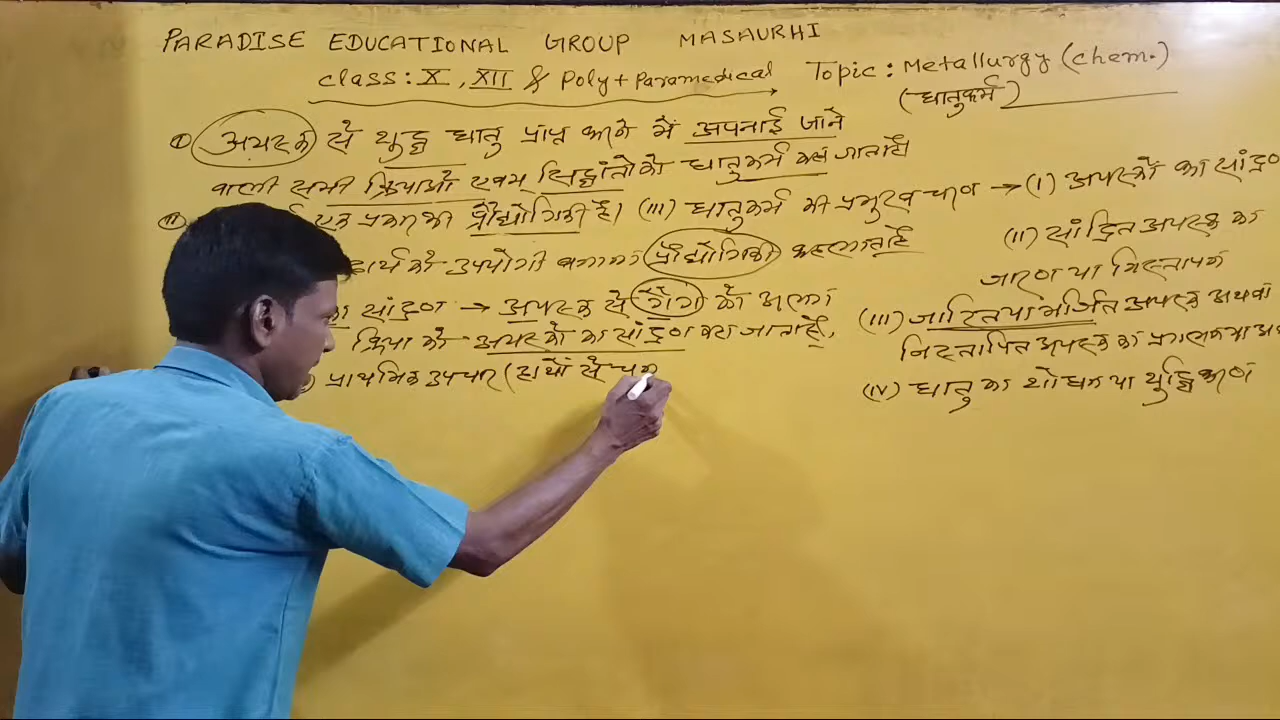 PARADISE EDUCATIONAL GROUP MASAURHI
class: X, XII & Poly + Paramedical Topic: Metallurgy (chem.)
(धातुकर्म)
① अयस्क से शुद्ध धातु प्राप्त करने में अपनाई जाने
वाली सभी क्रियाओं एवम् सिद्धांतो को धातुकर्म कहा जाता है
② एक प्रकार की प्रौद्योगिकी है। (III) धातुकर्म की प्रमुख चरण → (I) अयस्कों का सांद्रण
को उपयोगी बनाना प्रौद्योगिकी कहलाता है
(II) सांद्रित अयस्क का
जारण या निस्तापन
सांद्रण → अयस्क से गैंग को अलग
(III) जारित या भर्जित अयस्क अथवा
क्रिया को अयस्को का सांद्रण कहा जाता है,
निस्तापित अयस्क का प्रगलन या
प्राथमिक उपचार (हाथों से
(IV) धातु का शोधन या शुद्धिकरण